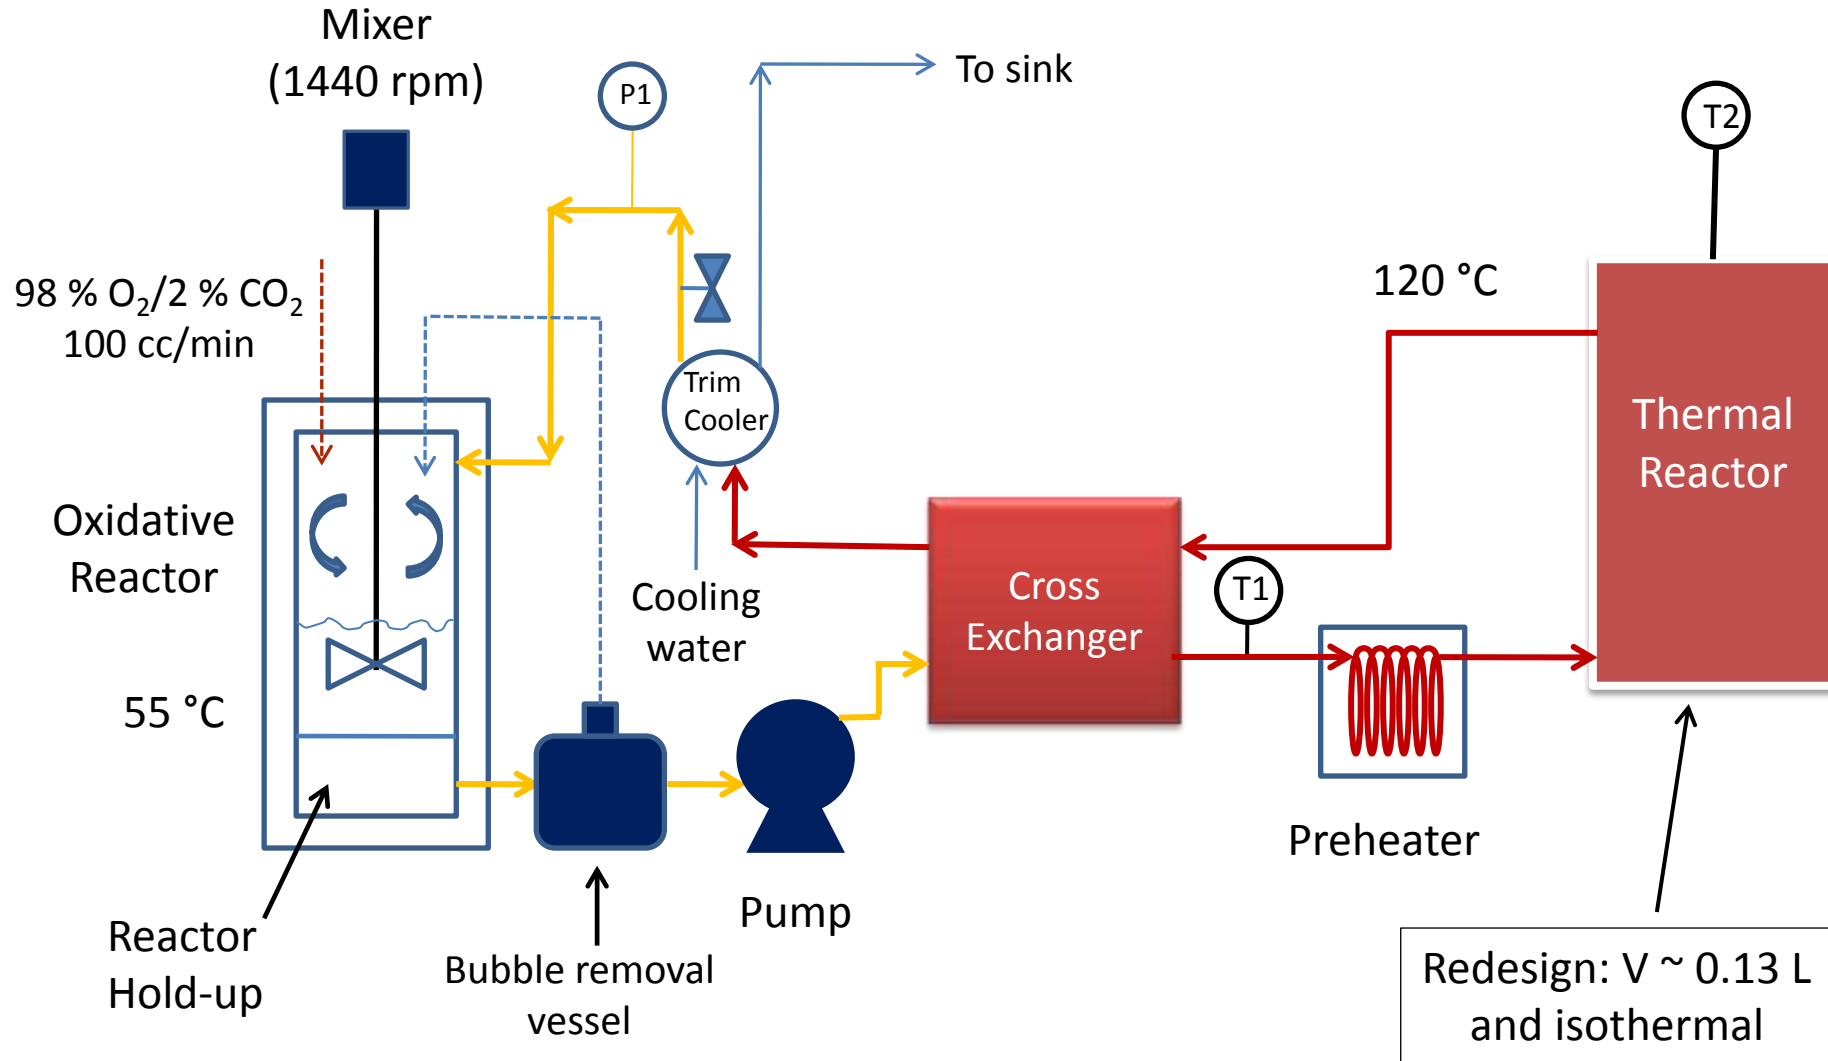 Mixer
(1440 rpm)
P1
To sink
T2
98 % O₂/2 % CO₂
100 cc/min
120 °C
Trim
Cooler
Thermal
Reactor
Oxidative
Reactor
Cooling
water
Cross
Exchanger
T1
55 °C
Preheater
Pump
Reactor
Hold-up
Bubble removal
vessel
Redesign: V ~ 0.13 L
and isothermal